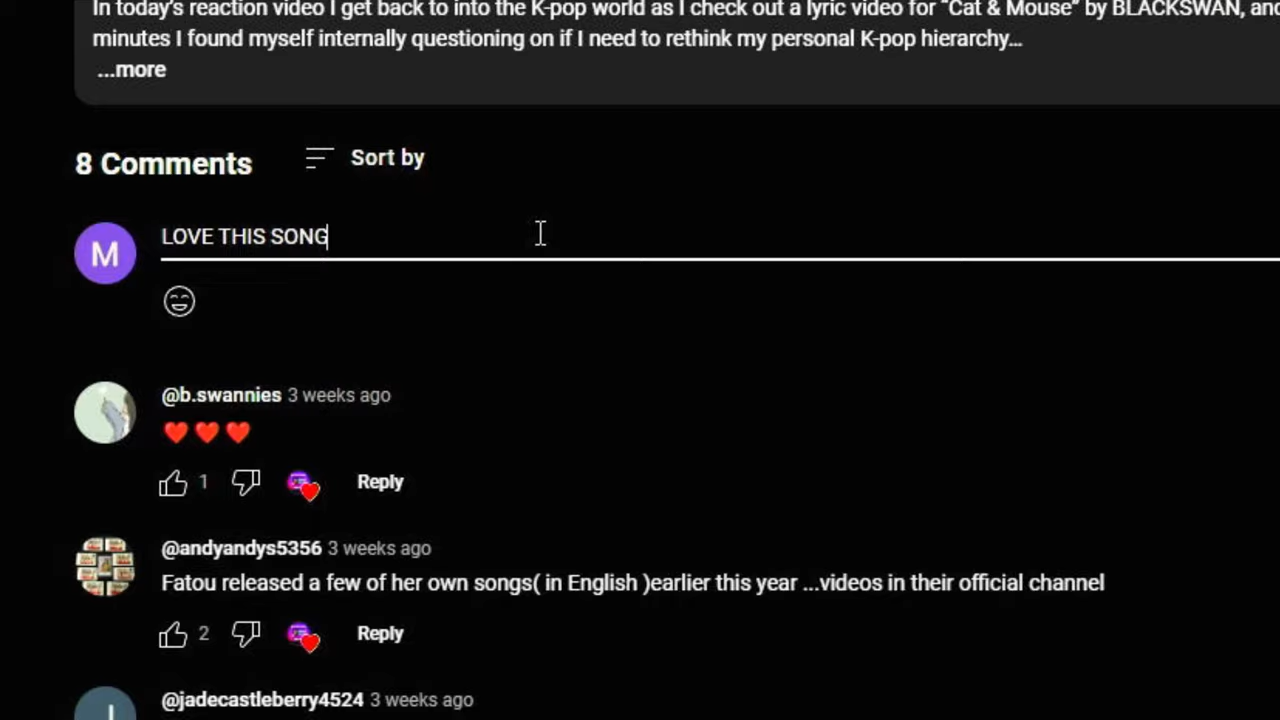 In today's reaction video I get back to into the K-pop world as I check out a lyric video for "Cat & Mouse" by BLACKSWAN, and
minutes I found myself internally questioning on if I need to rethink my personal K-pop hierarchy...
...more
8 Comments
Sort by
M
LOVE THIS SONG
@b.swannies 3 weeks ago
1
Reply
@andyandys5356 3 weeks ago
Fatou released a few of her own songs( in English )earlier this year ...videos in their official channel
2
Reply
@jadecastleberry4524 3 weeks ago